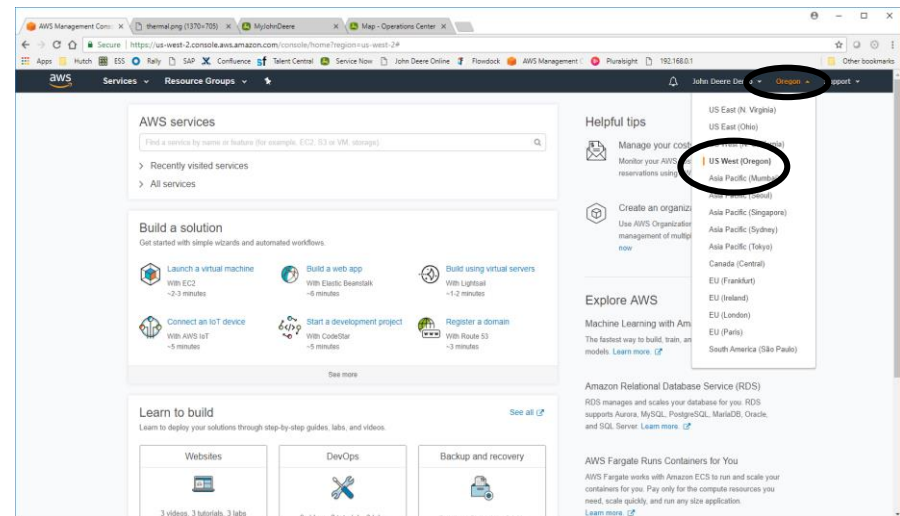 AWS Management Cons
thermal.png (1370×705)
MyJohnDeere
Map - Operations Center
Secure https://us-west-2.console.aws.amazon.com/console/home?region=us-west-2#
Apps Hutch ESS Rally SAP Confluence Talent Central Service Now John Deere Online Flowdock AWS Management C Pluralsight 192.168.0.1 Other bookmarks
aws Services Resource Groups John Deere De Oregon pport
AWS services
Find a service by name or feature (for example, EC2, S3 or VM, storage).
Recently visited services
All services
Build a solution
Get started with simple wizards and automated workflows.
Launch a virtual machine
With EC2
~2-3 minutes
Build a web app
With Elastic Beanstalk
~6 minutes
Build using virtual servers
With Lightsail
~1-2 minutes
Connect an IoT device
With AWS IoT
~5 minutes
Start a development project
With CodeStar
~5 minutes
Register a domain
With Route 53
~3 minutes
See more
Learn to build
See all
Learn to deploy your solutions through step-by-step guides, labs, and videos.
Websites
3 videos, 3 tutorials, 3 labs
DevOps
Backup and recovery
Helpful tips
Manage your cost
Monitor your AWS
reservations using
Create an organiz
Use AWS Organization
management of multipl
now
Explore AWS
Machine Learning with Am
The fastest way to build, train, an
models. Learn more.
Amazon Relational Database Service (RDS)
RDS manages and scales your database for you. RDS
supports Aurora, MySQL, PostgreSQL, MariaDB, Oracle,
and SQL Server. Learn more.
AWS Fargate Runs Containers for You
AWS Fargate works with Amazon ECS to run and scale your
containers for you. Pay only for the compute resources you
need, scale quickly, and run any size application.
Learn more.
US East (N. Virginia)
US East (Ohio)
US West (Oregon)
Asia Pacific (Mumbai)
Asia Pacific (Seoul)
Asia Pacific (Singapore)
Asia Pacific (Sydney)
Asia Pacific (Tokyo)
Canada (Central)
EU (Frankfurt)
EU (Ireland)
EU (London)
EU (Paris)
South America (São Paulo)